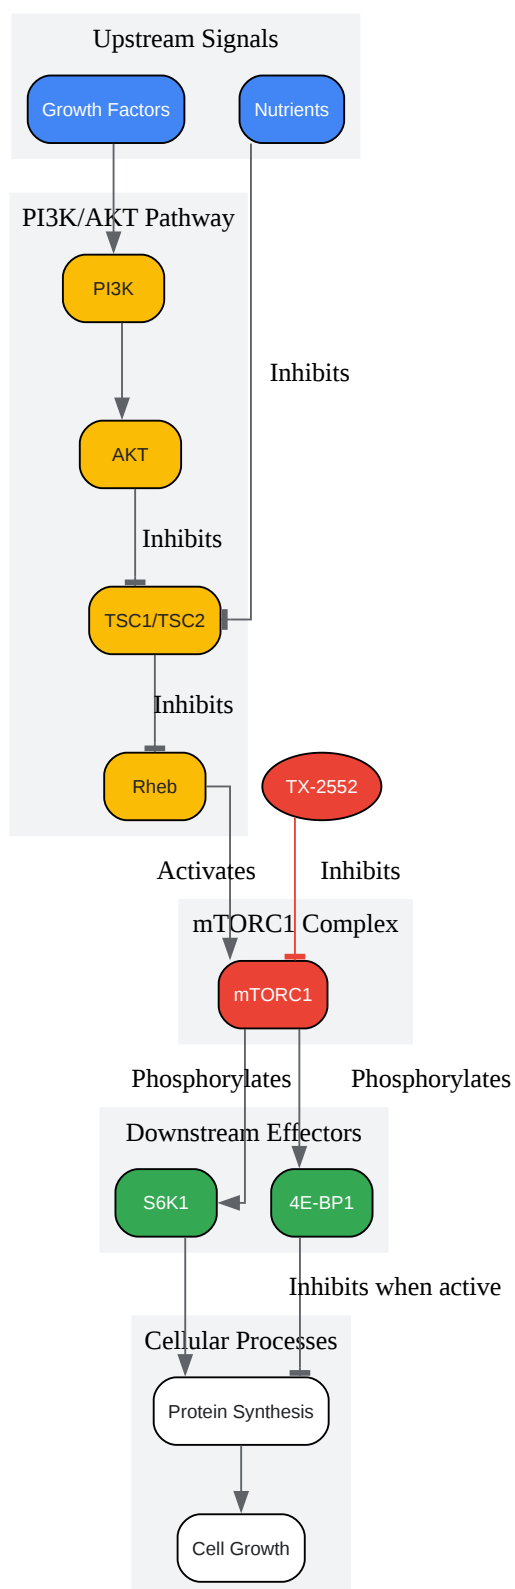 Upstream Signals
Growth Factors
Nutrients
PI3K/AKT Pathway
PI3K
Inhibits
AKT
Inhibits
TSC1/TSC2
Inhibits
Rheb
TX-2552
Activates
Inhibits
mTORC1 Complex
mTORC1
Phosphorylates
Phosphorylates
Downstream Effectors
S6K1
4E-BP1
Inhibits when active
Cellular Processes
Protein Synthesis
Cell Growth